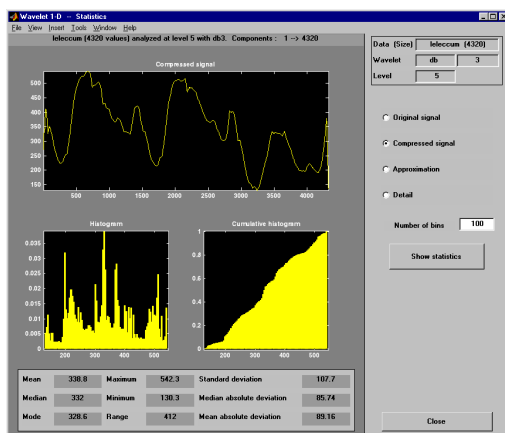 Wavelet 1-D -- Statistics
File View Insert Tools Window Help
leleccum (4320 values) analyzed at level 5 with db3. Components : 1 --> 4320
Data (Size) leleccum (4320)
Wavelet db 3
Level 5
Compressed signal
500
450
400
350
300
250
200
150
500 1000 1500 2000 2500 3000 3500 4000
Original signal
Compressed signal
Approximation
Detail
Number of bins 100
Show statistics
Histogram
0.035
0.03
0.025
0.02
0.015
0.01
0.005
0
200 300 400 500
Cumulative histogram
1
0.8
0.6
0.4
0.2
0
200 300 400 500
Mean 338.8 Maximum 542.3 Standard deviation 107.7
Median 332 Minimum 130.3 Median absolute deviation 85.74
Mode 328.6 Range 412 Mean absolute deviation 89.16
Close